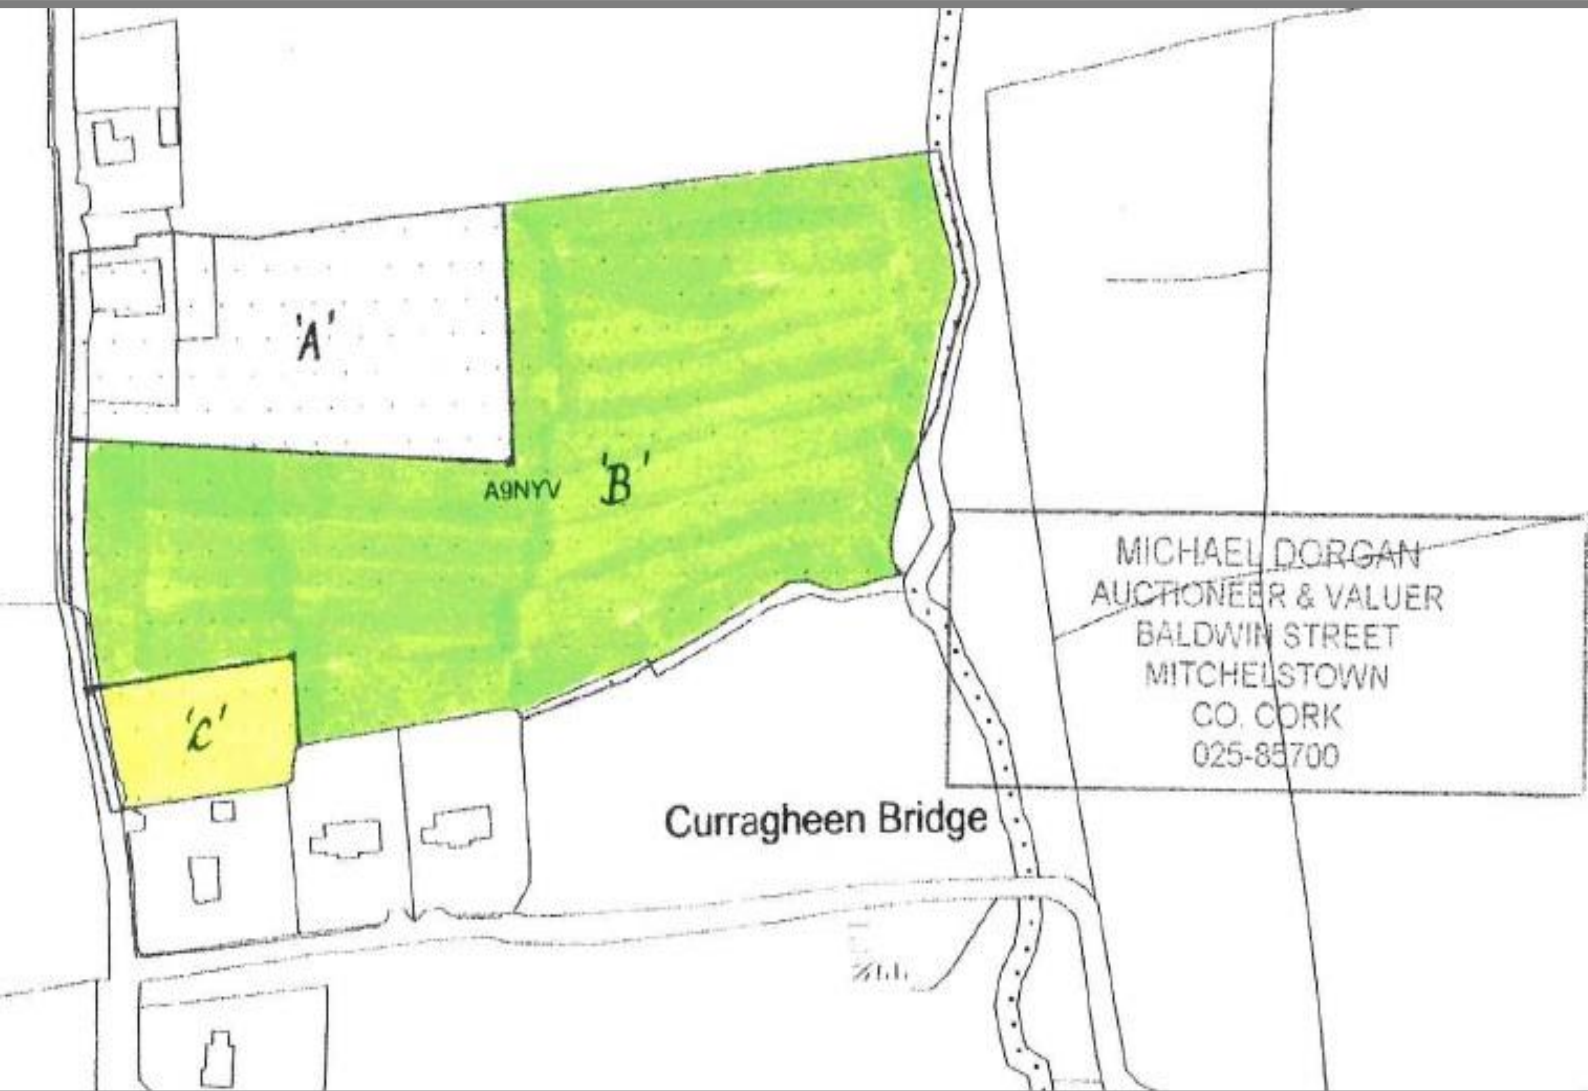 'A'
A9NYV
'B'
'C'
MICHAEL DORGAN
AUCTIONEER & VALUER
BALDWIN STREET
MITCHELSTOWN
CO. CORK
025-85700
Curragheen Bridge